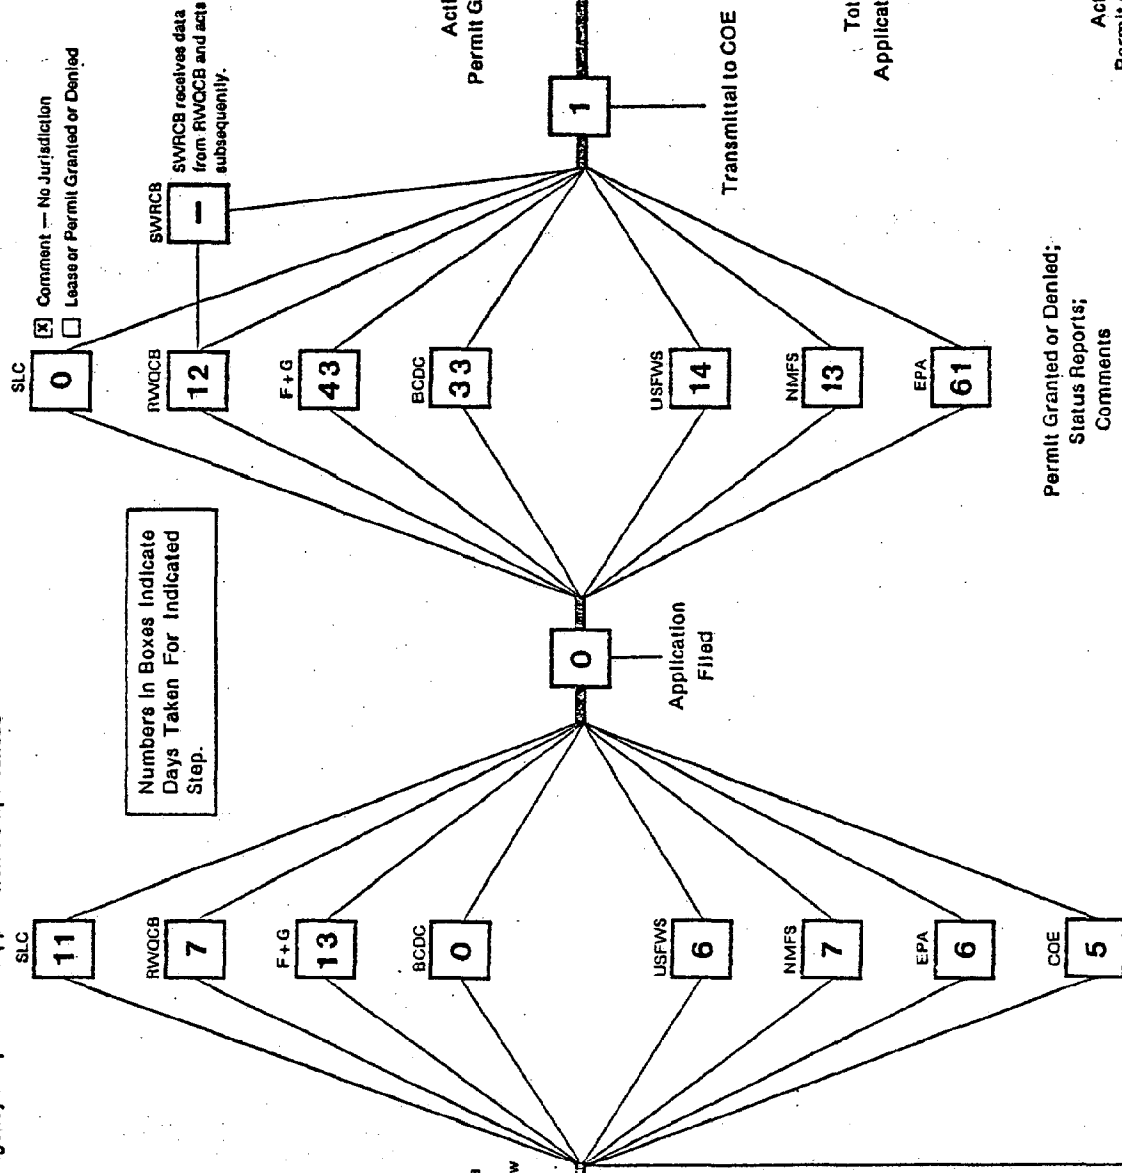 SLC
11
RWQCB
7
F+G
13
BCDC
0
USFWS
6
NMFS
7
EPA
6
COE
5
Numbers In Boxes Indicate
Days Taken For Indicated
Step.
0
Application
Filed
SLC
0
[x] Comment — No Jurisdiction
☐ Lease or Permit Granted or Denied
RWQCB
12
SWRCB
—
SWRCB receives data
from RWQCB and acts
subsequently.
F+G
43
BCDC
33
USFWS
14
NMFS
13
EPA
61
Permit Granted or Denied;
Status Reports;
Comments
1
Transmittal to COE